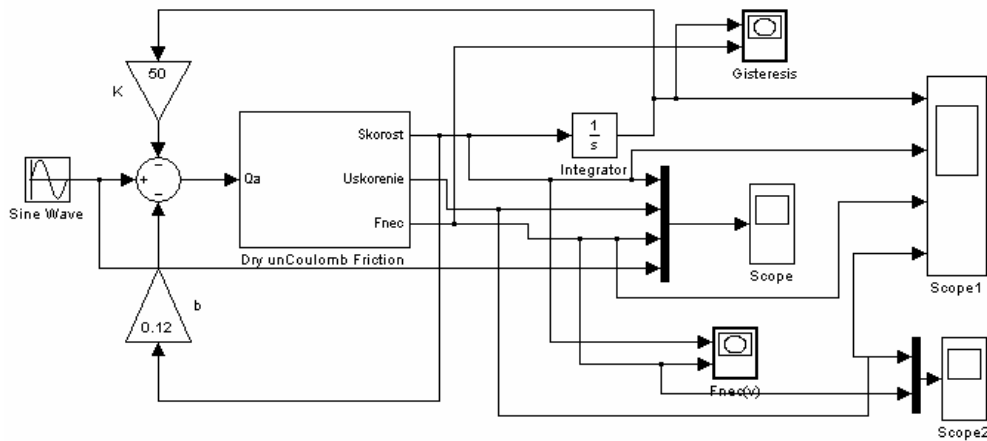 50
K
Gisteresis
Skorost
1
s
Integrator
Sine Wave
+
−
−
Qa
Uskorenie
Fnec
Dry unCoulomb Friction
Scope
Scope1
b
0.12
Fnec(v)
Scope2